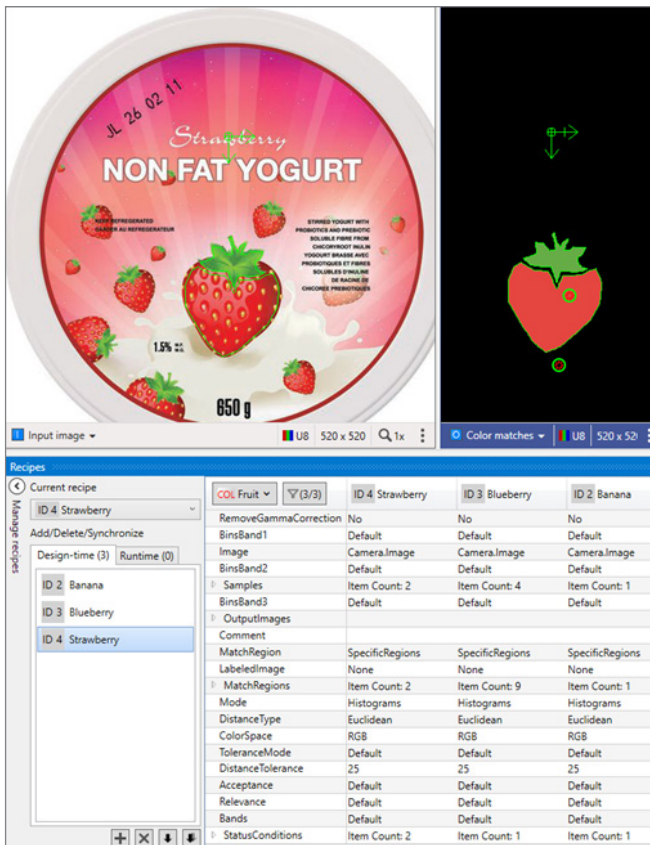 JL 26 02 11
Strawberry
NON FAT YOGURT
KEEP REFREGERATED
GARDER AU REFREGERATEUR
STIRRED YOGURT WITH
PROBIOTICS AND PREBIOTIC
SOLUBLE FIBRE FROM
CHICORYROOT INULIN
YOGOURT BRASSE AVEC
PROBIOTIQUES ET FIBRES
SOLUBLES D'INULINE
DE RACINE DE
CHICOREE PREBIOTIQUES
1.5% M.F. M.G.
650 g
Input image U8 520 x 520 1x
Color matches U8 520 x 52
Recipes
Manage recipes
Current recipe
ID 4 Strawberry
Add/Delete/Synchronize
Design-time (3) Runtime (0)
ID 2 Banana
ID 3 Blueberry
ID 4 Strawberry
COL Fruit (3/3) ID 4 Strawberry ID 3 Blueberry ID 2 Banana
RemoveGammaCorrection No No No
BinsBand1 Default Default Default
Image Camera.Image Camera.Image Camera.Image
BinsBand2 Default Default Default
Samples Item Count: 2 Item Count: 4 Item Count: 1
BinsBand3 Default Default Default
OutputImages
Comment
MatchRegion SpecificRegions SpecificRegions SpecificRegions
LabeledImage None None None
MatchRegions Item Count: 2 Item Count: 9 Item Count: 1
Mode Histograms Histograms Histograms
DistanceType Euclidean Euclidean Euclidean
ColorSpace RGB RGB RGB
ToleranceMode Default Default Default
DistanceTolerance 25 25 25
Acceptance Default Default Default
Relevance Default Default Default
Bands Default Default Default
StatusConditions Item Count: 2 Item Count: 1 Item Count: 1